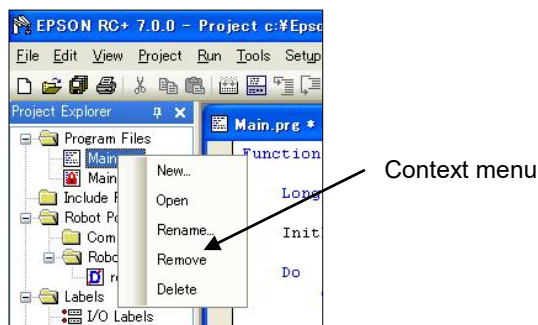 EPSON RC+ 7.0.0 - Project c:¥Epso
File Edit View Project Run Tools Setup
Project Explorer
Main.prg *
Program Files
Main
Main
Include F
Robot Po
Com
Robo
r
Labels
I/O Labels
New...
Open
Rename...
Remove
Delete
Function
Long
Init
Do
Context menu